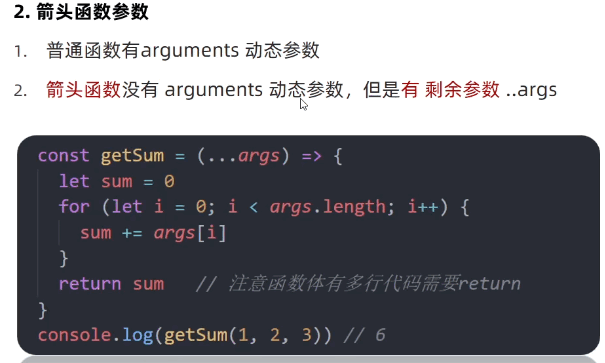 2. 箭头函数参数
1. 普通函数有arguments 动态参数
2. 箭头函数没有 arguments 动态参数，但是有 剩余参数 ..args
const getSum = (...args) => {
let sum = 0
for (let i = 0; i < args.length; i++) {
sum += args[i]
}
return sum // 注意函数体有多行代码需要return
}
console.log(getSum(1, 2, 3)) // 6